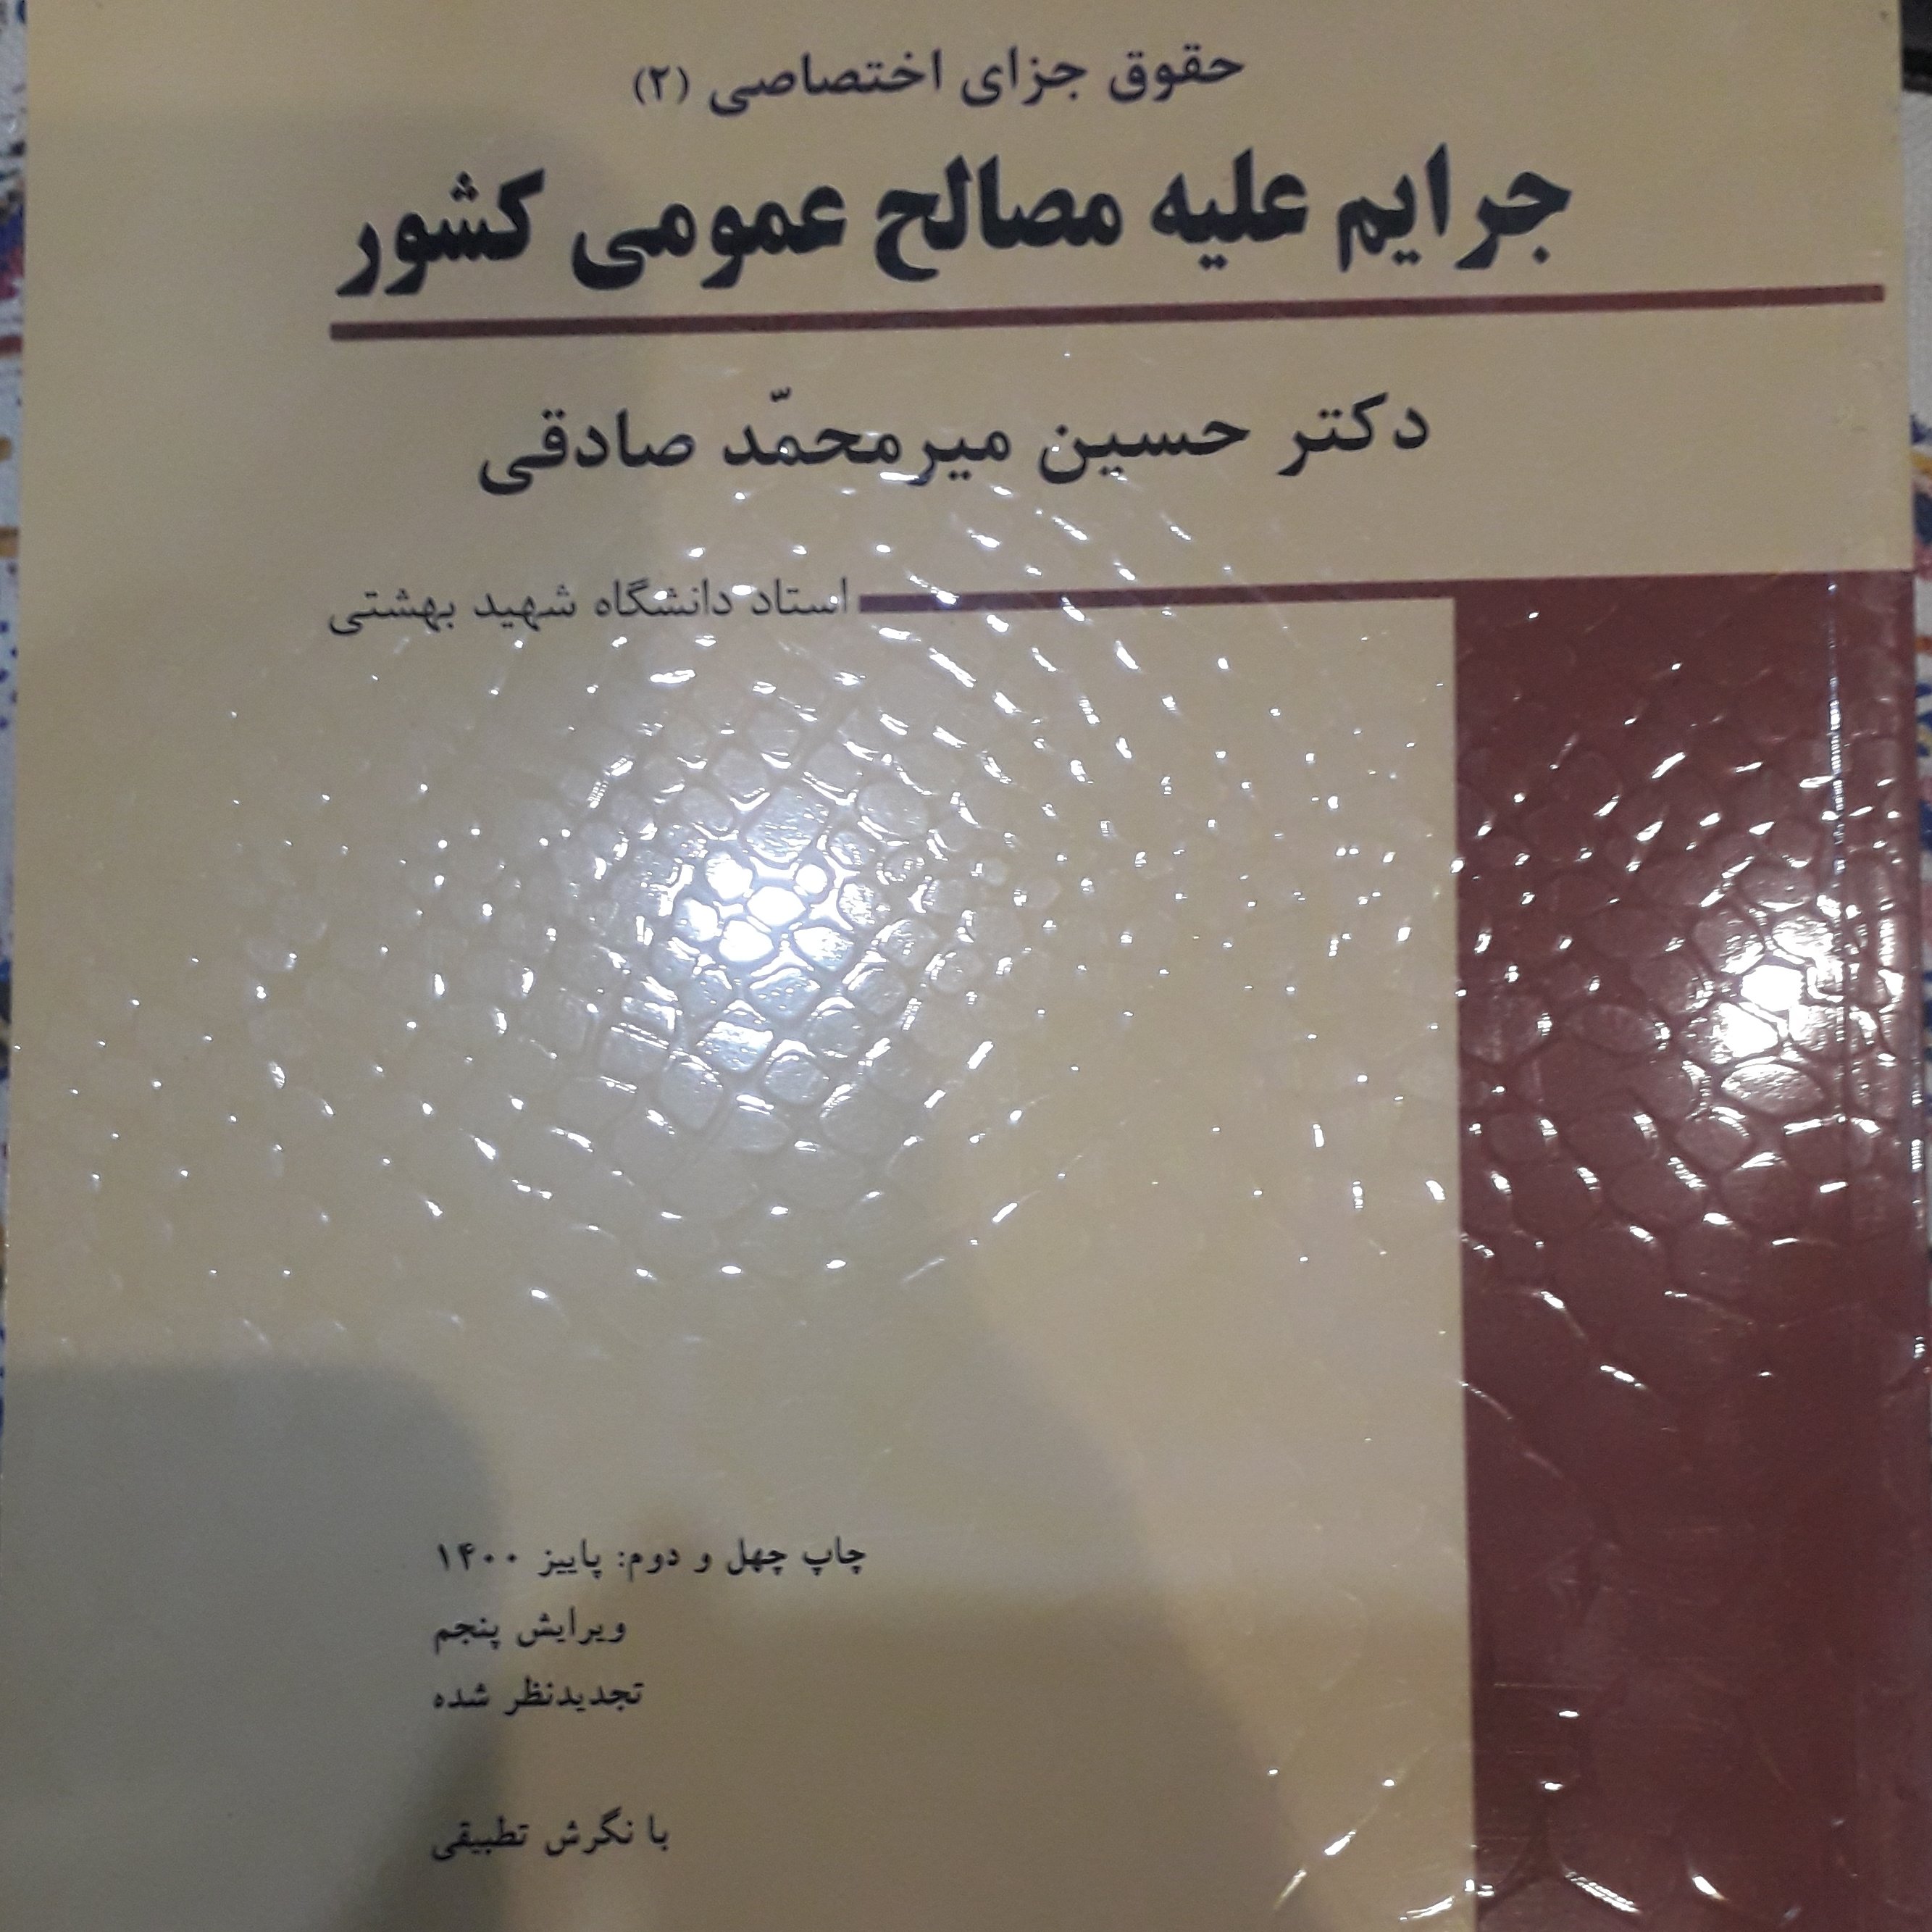 حقوق جزای اختصاصی (۲)
جرایم علیه مصالح عمومی کشور
دکتر حسین میرمحمّد صادقی
استاد دانشگاه شهید بهشتی
چاپ چهل و دوم: پاییز ۱۴۰۰
ویرایش پنجم
تجدیدنظر شده
با نگرش تطبیقی